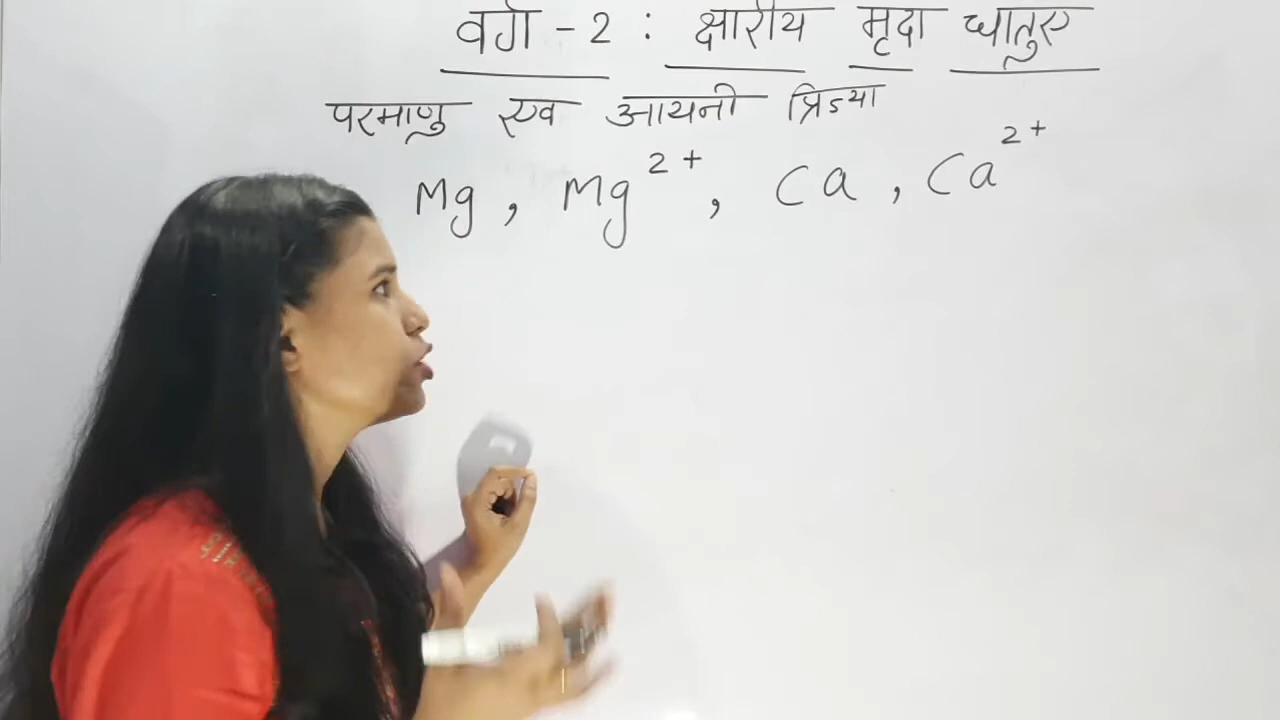 वर्ग - 2 : क्षारीय मृदा धातुए
परमाणु एव आयनी त्रिज्या
Mg , Mg²⁺ , Ca , Ca²⁺